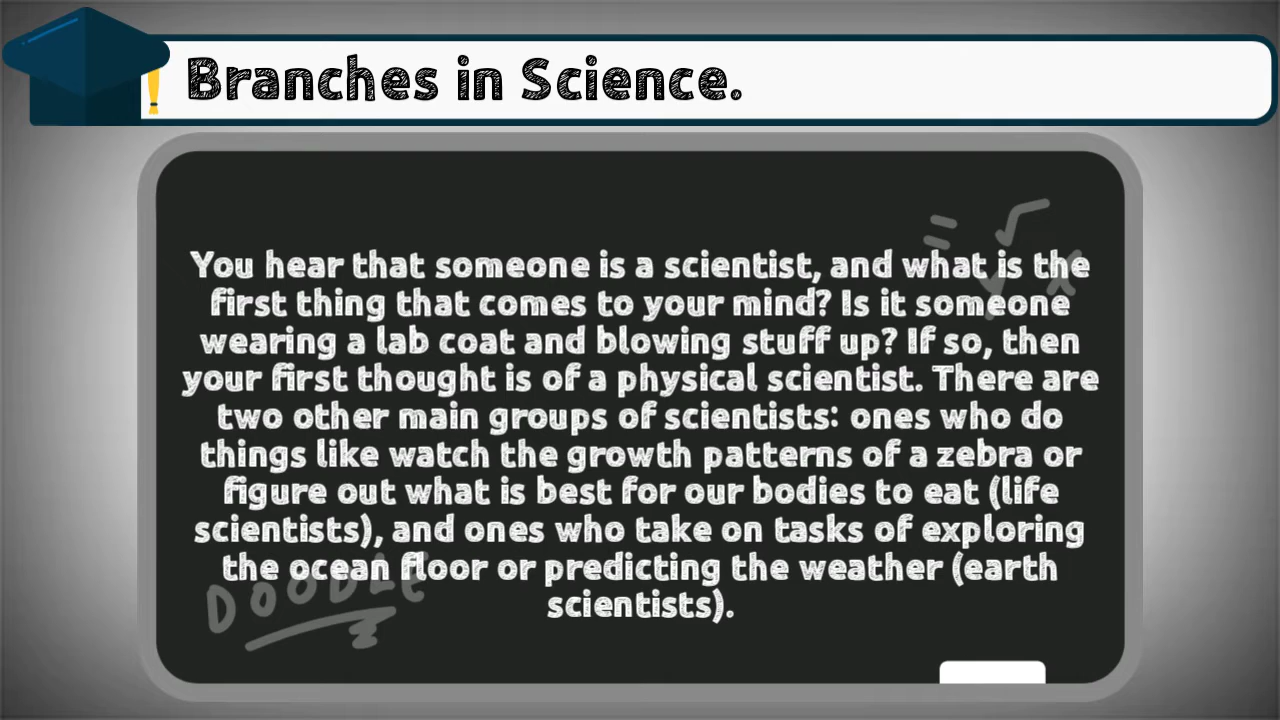 Branches in Science.
You hear that someone is a scientist, and what is the
first thing that comes to your mind? Is it someone
wearing a lab coat and blowing stuff up? If so, then
your first thought is of a physical scientist. There are
two other main groups of scientists: ones who do
things like watch the growth patterns of a zebra or
figure out what is best for our bodies to eat (life
scientists), and ones who take on tasks of exploring
the ocean floor or predicting the weather (earth
scientists).
DOODLE